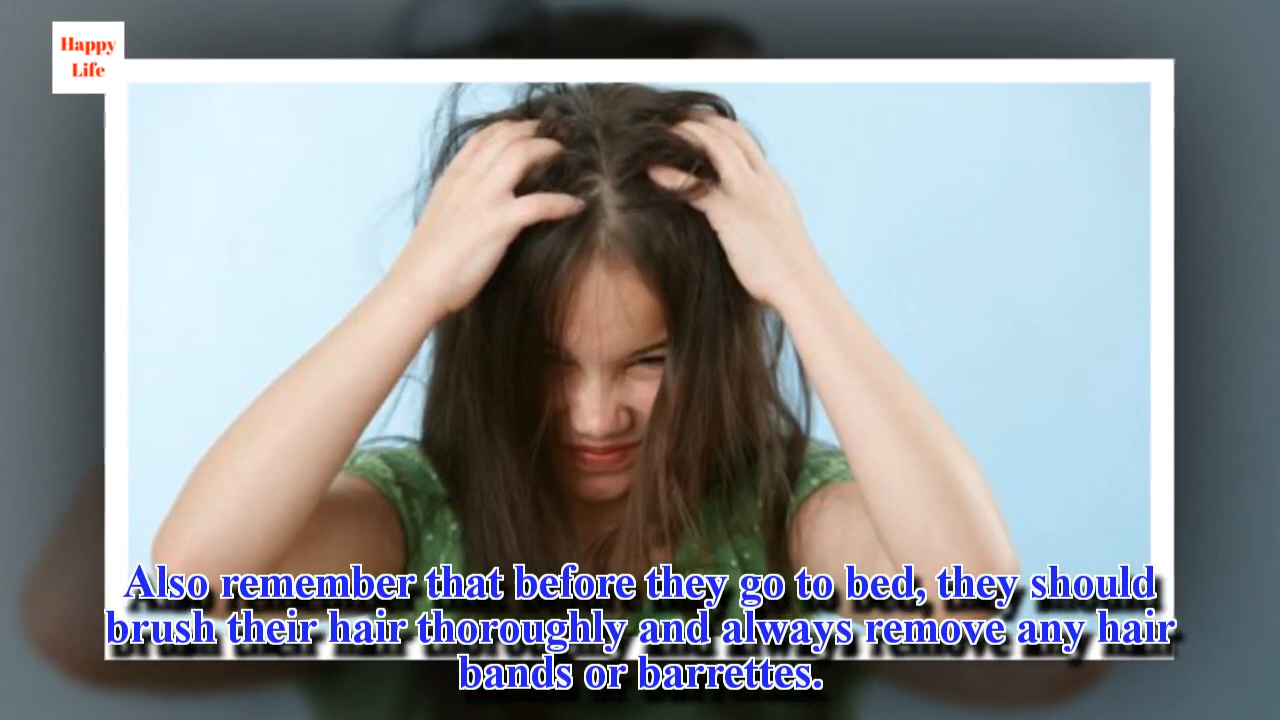 Happy
Life
Also remember that before they go to bed, they should
brush their hair thoroughly and always remove any hair
bands or barrettes.